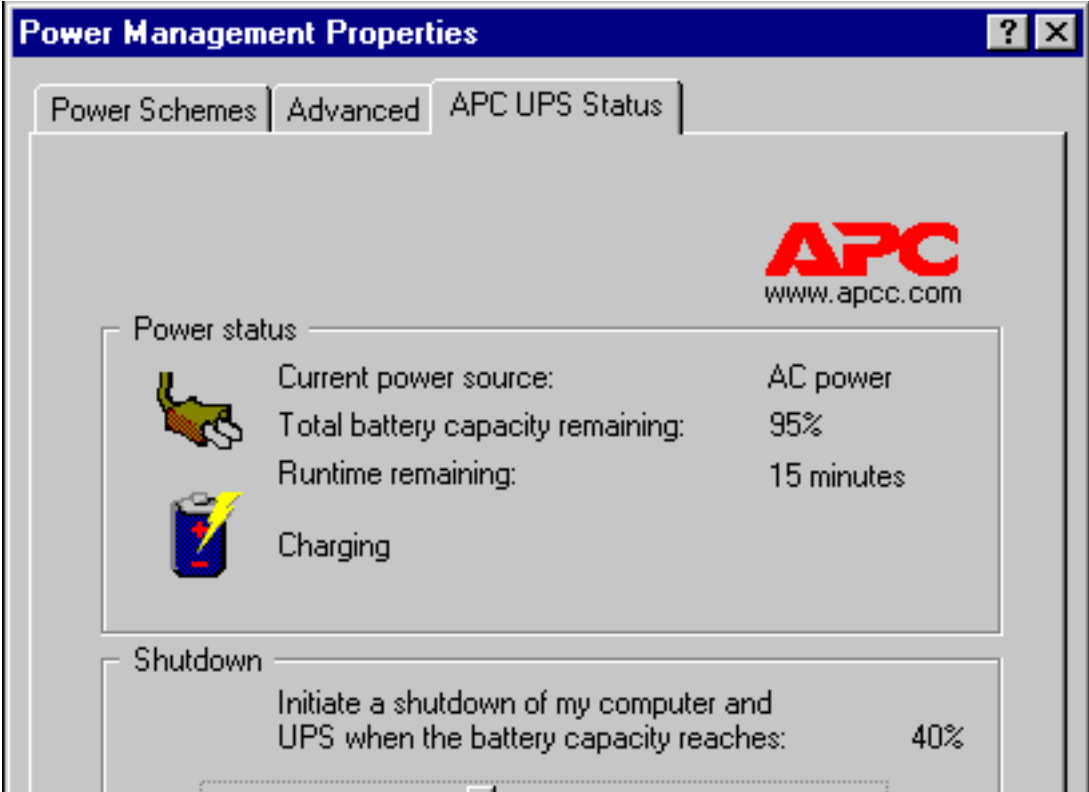 Power Management Properties
Power Schemes Advanced APC UPS Status
APC
www.apcc.com
Power status
Current power source: AC power
Total battery capacity remaining: 95%
Runtime remaining: 15 minutes
Charging
Shutdown
Initiate a shutdown of my computer and
UPS when the battery capacity reaches: 40%